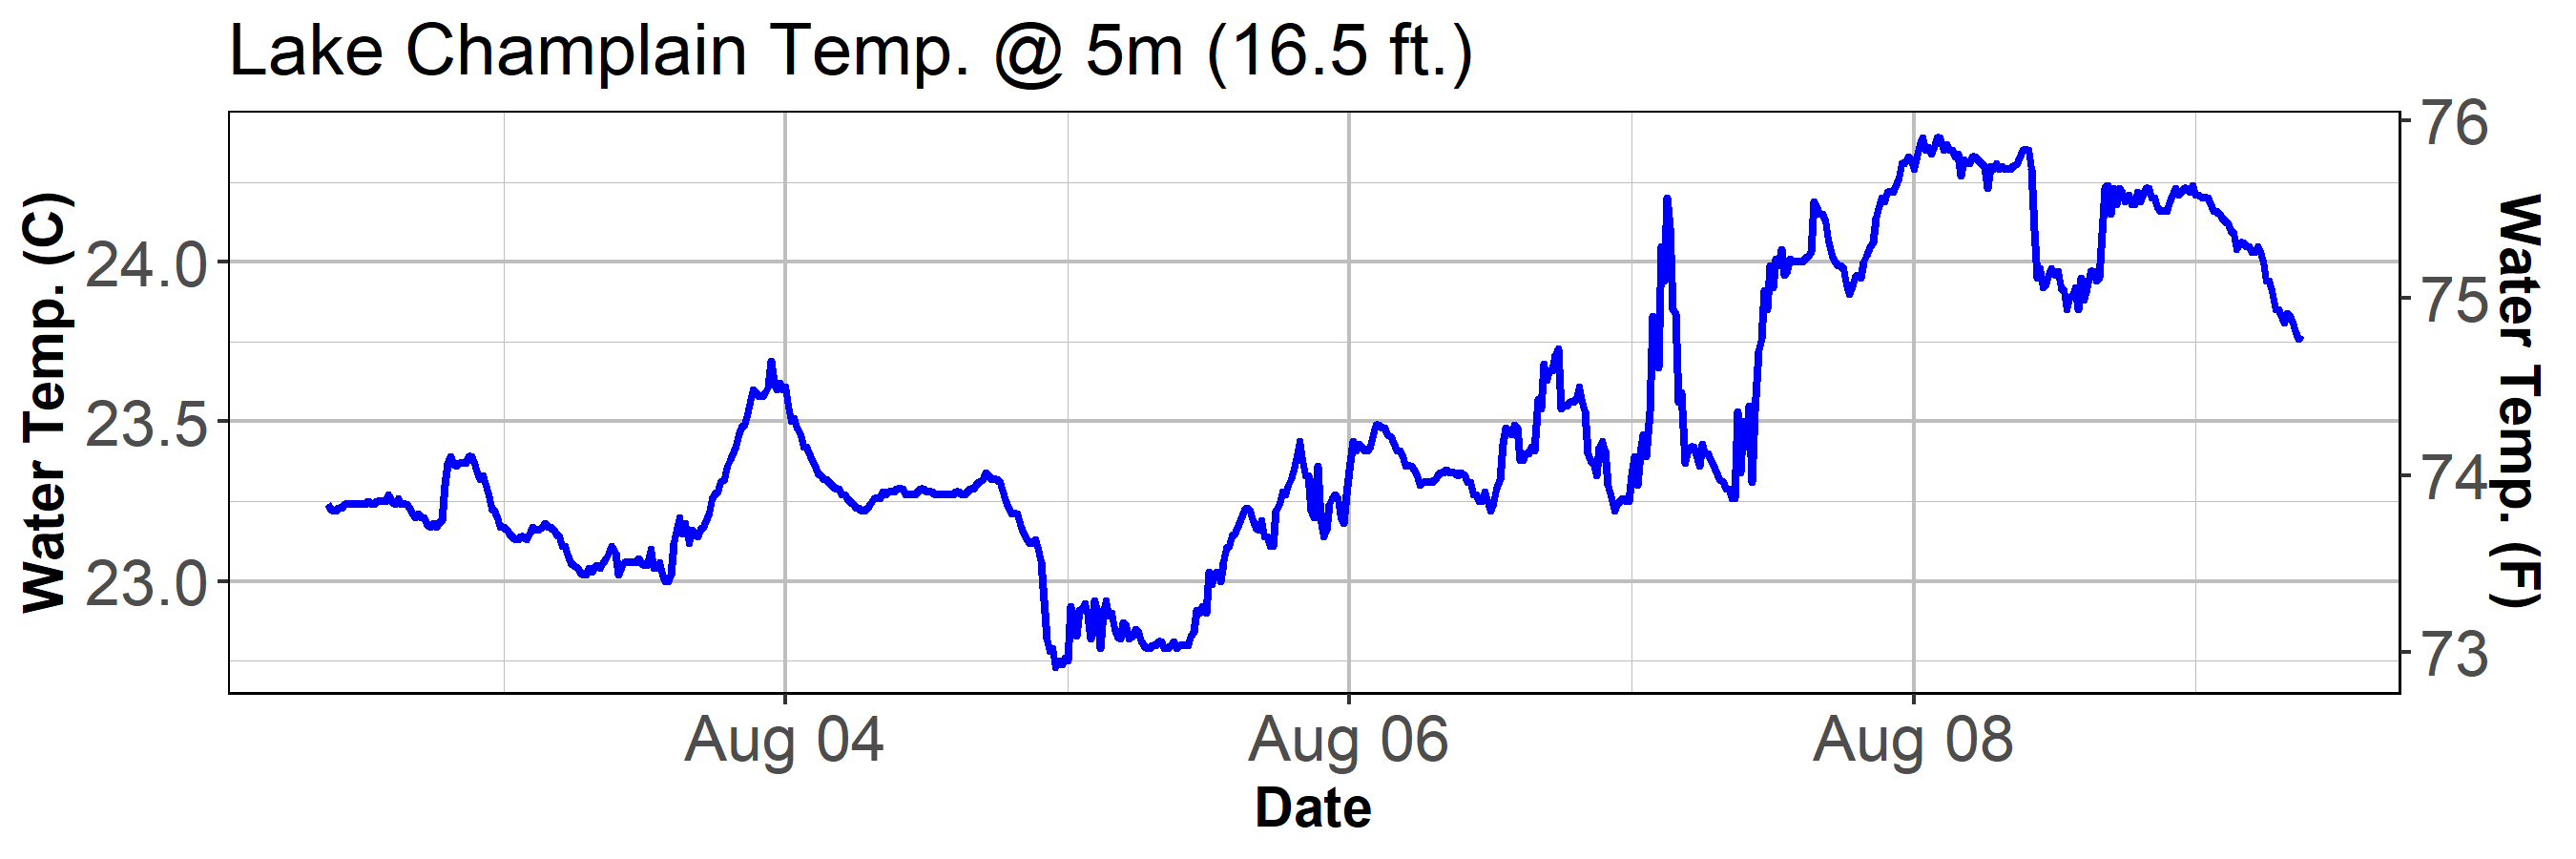 Lake Champlain Temp. @ 5m (16.5 ft.)
Water Temp. (C)
24.0
23.5
23.0
76
75
74
73
Water Temp. (F)
Aug 04 Aug 06 Aug 08
Date